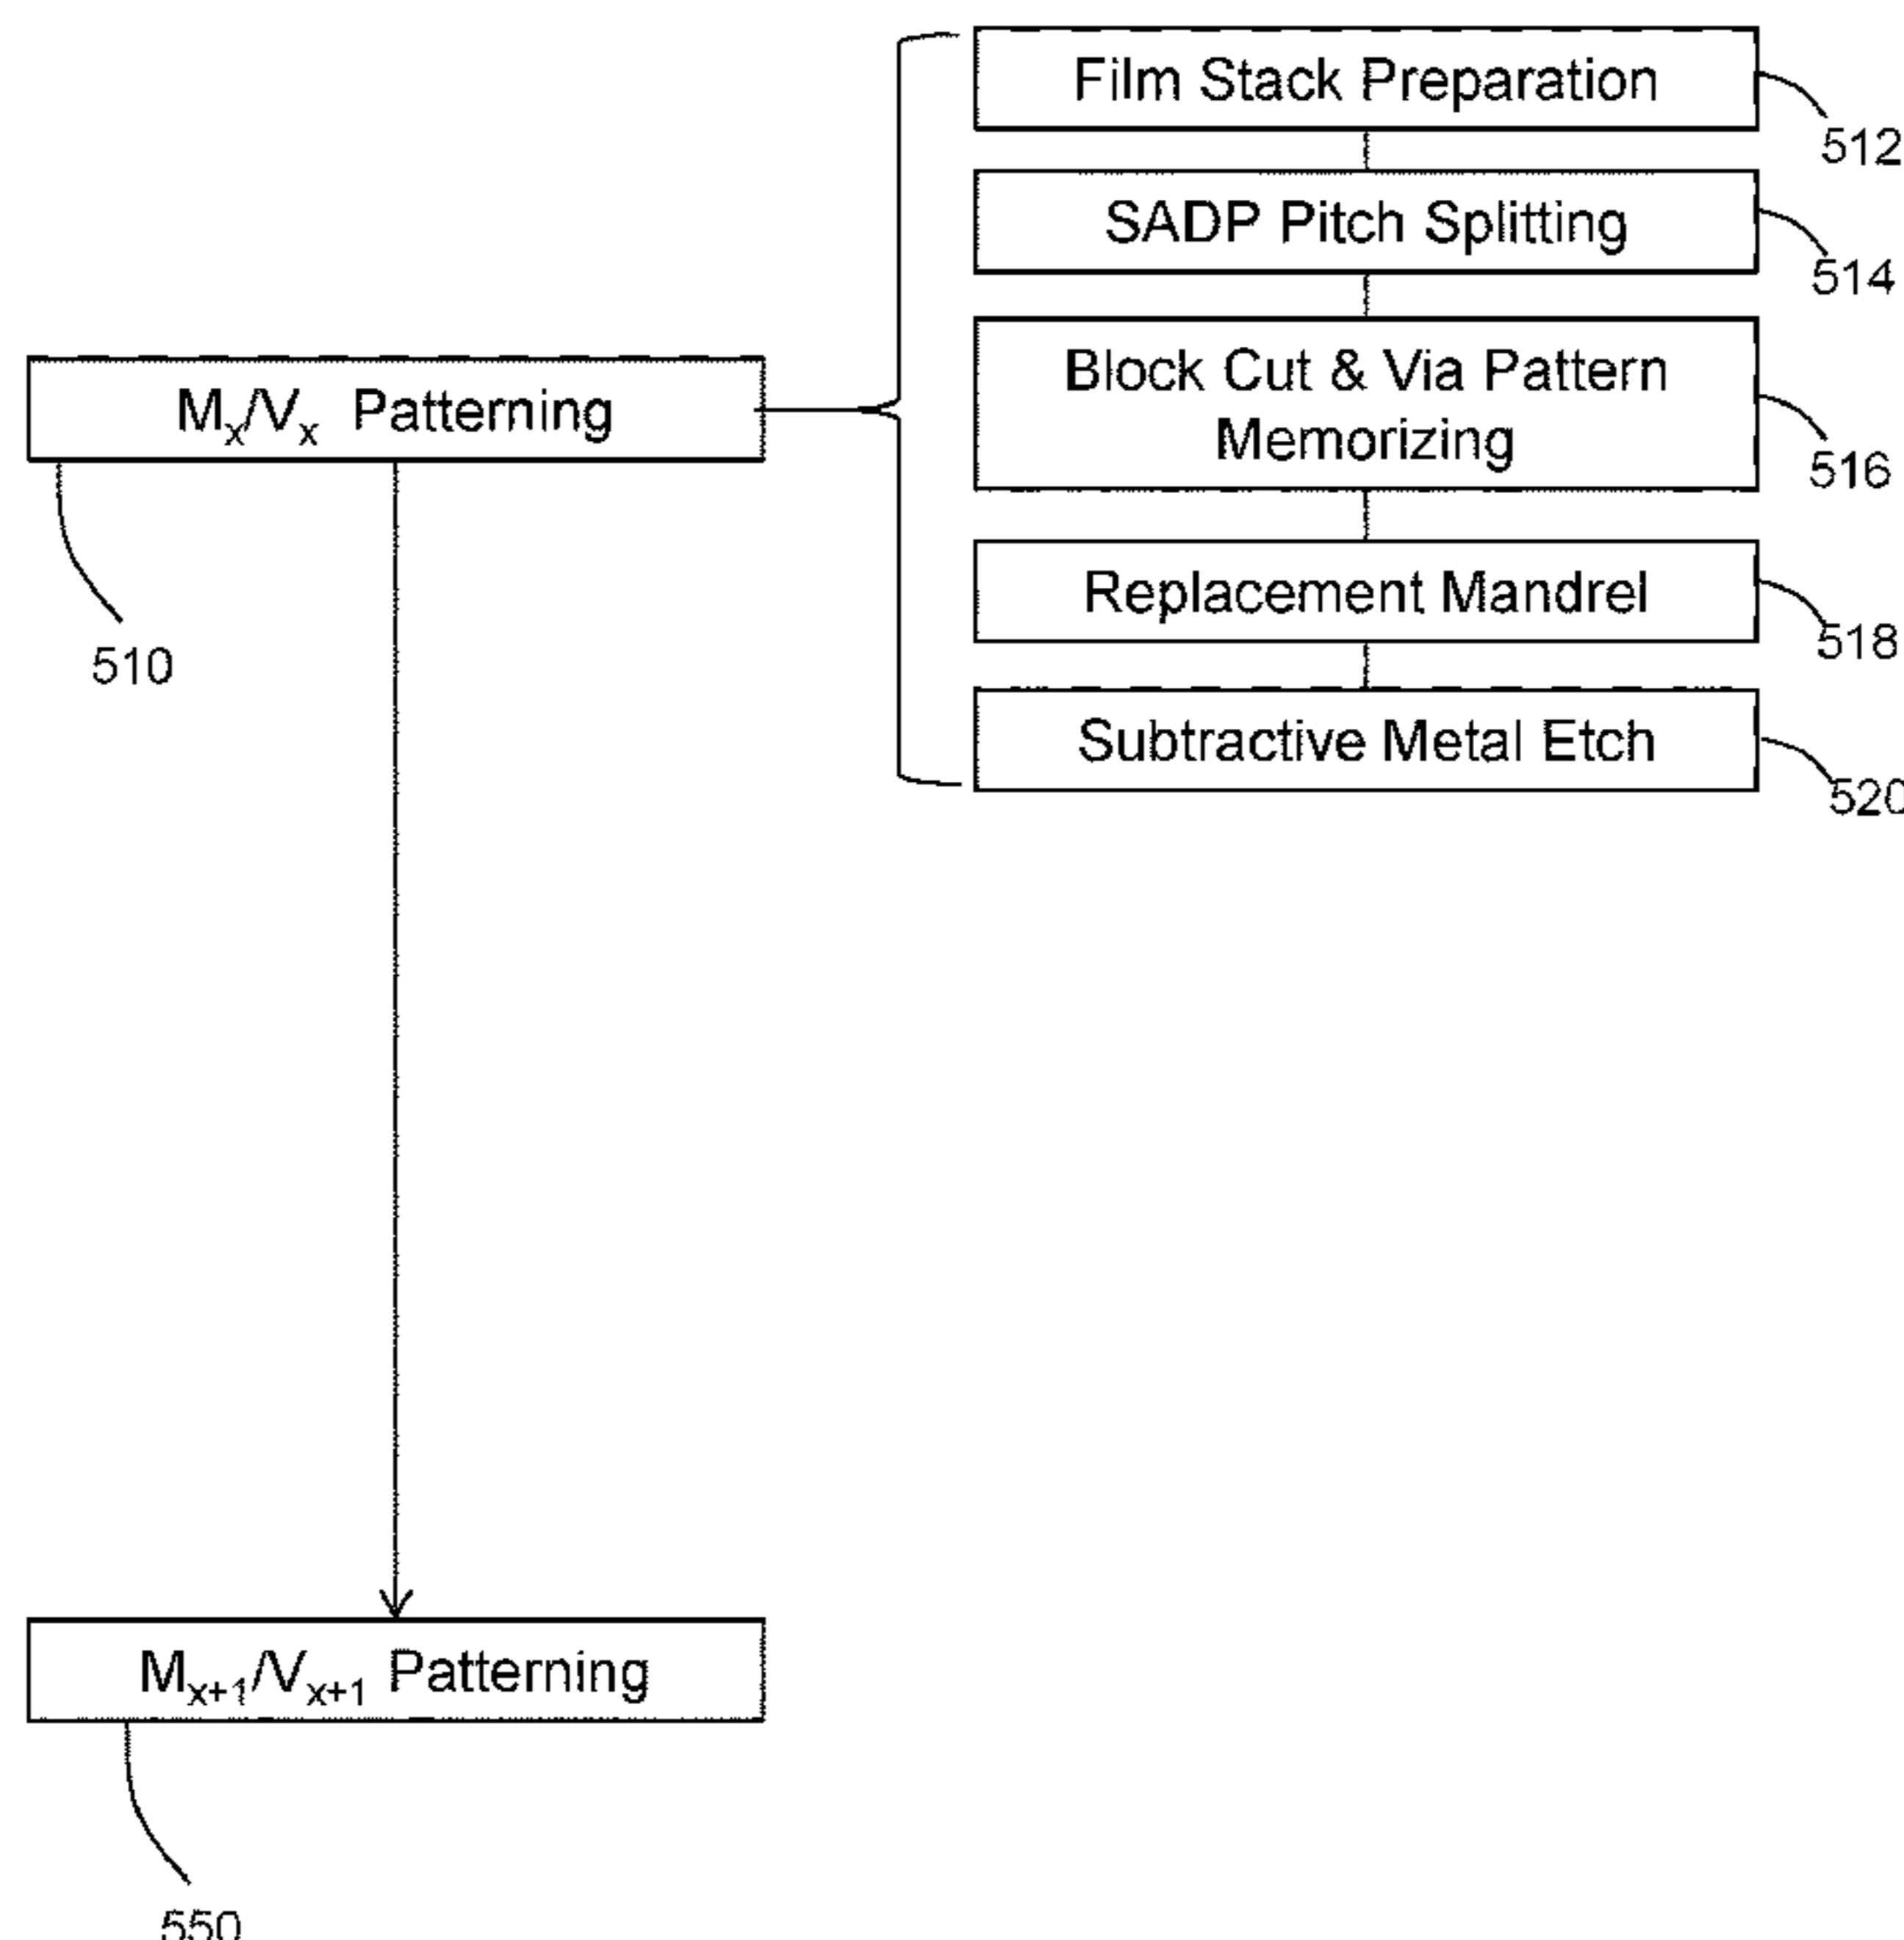 Film Stack Preparation
512
SADP Pitch Splitting
514
Block Cut & Via Pattern
Memorizing
516
Mx/Vx Patterning
510
Replacement Mandrel
518
Subtractive Metal Etch
520
Mx+1/Vx+1 Patterning
550